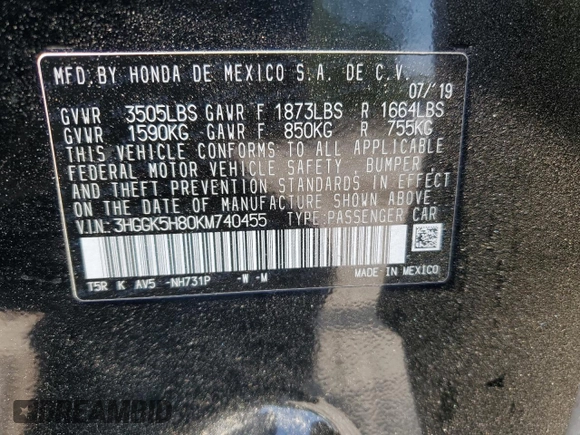 MFD. BY HONDA DE MEXICO S.A. DE C.V.
07/'19
GVWR 3505LBS GAWR F 1873LBS R 1664LBS
GVWR 1590KG GAWR F 850KG R 755KG
THIS VEHICLE CONFORMS TO ALL APPLICABLE
FEDERAL MOTOR VEHICLE SAFETY , BUMPER,
AND THEFT PREVENTION STANDARDS IN EFFECT
ON THE DATE OF MANUFACTURE SHOWN ABOVE.
V.I.N.: 3HGGK5H80KM740455 TYPE:PASSENGER CAR
T5R K AV5 -NH731P -W -M MADE IN MEXICO
DREAMBID